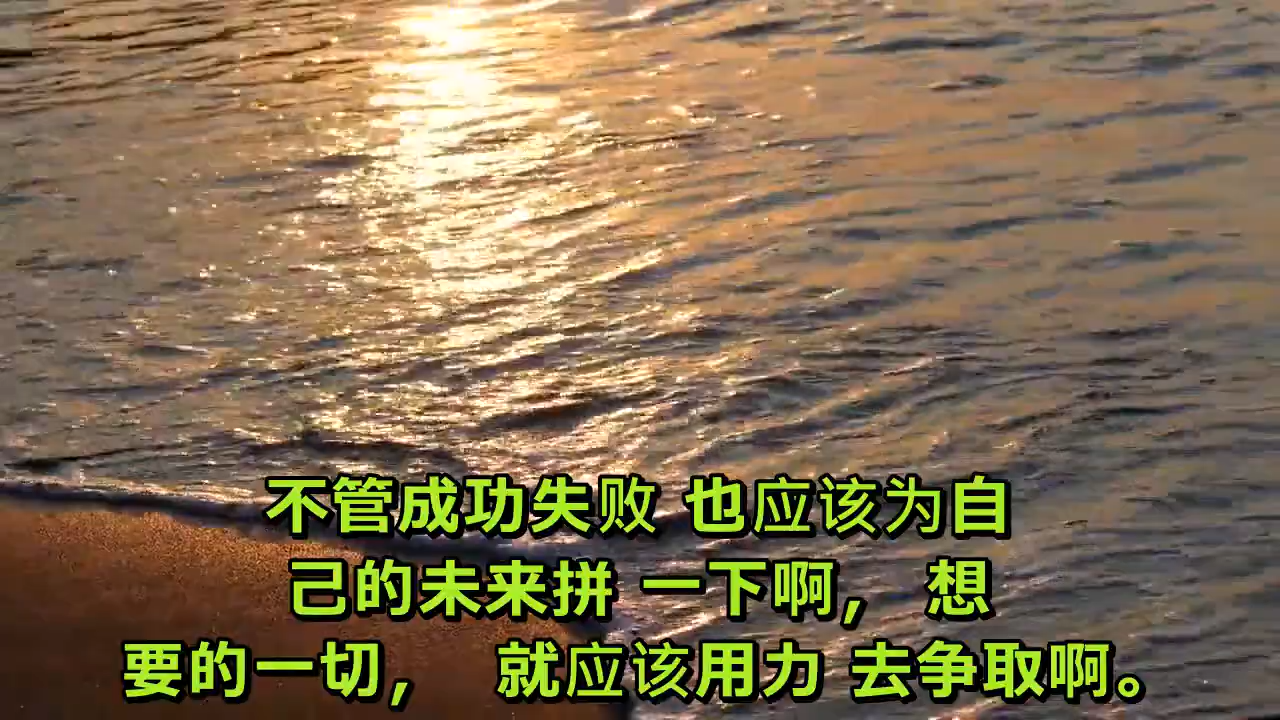 不管成功失败 也应该为自
己的未来拼 一下啊， 想
要的一切， 就应该用力 去争取啊。